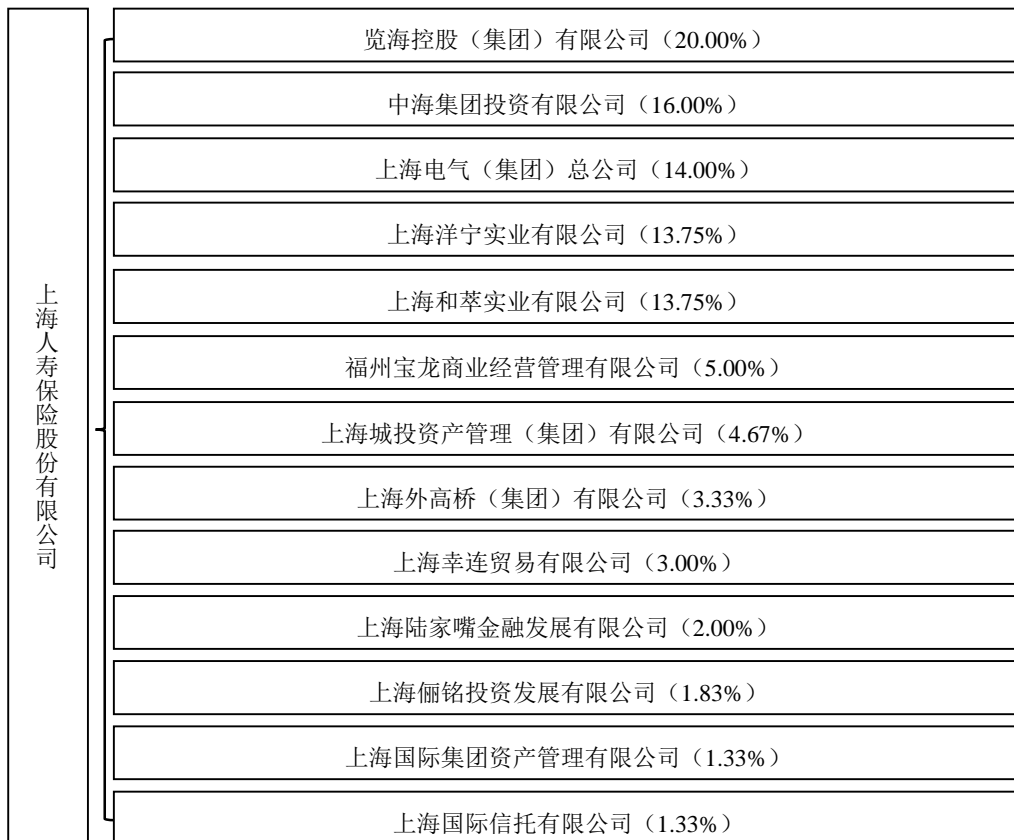 上海人寿保险股份有限公司
览海控股（集团）有限公司（20.00%）
中海集团投资有限公司（16.00%）
上海电气（集团）总公司（14.00%）
上海洋宁实业有限公司（13.75%）
上海和萃实业有限公司（13.75%）
福州宝龙商业经营管理有限公司（5.00%）
上海城投资产管理（集团）有限公司（4.67%）
上海外高桥（集团）有限公司（3.33%）
上海幸连贸易有限公司（3.00%）
上海陆家嘴金融发展有限公司（2.00%）
上海俪铭投资发展有限公司（1.83%）
上海国际集团资产管理有限公司（1.33%）
上海国际信托有限公司（1.33%）